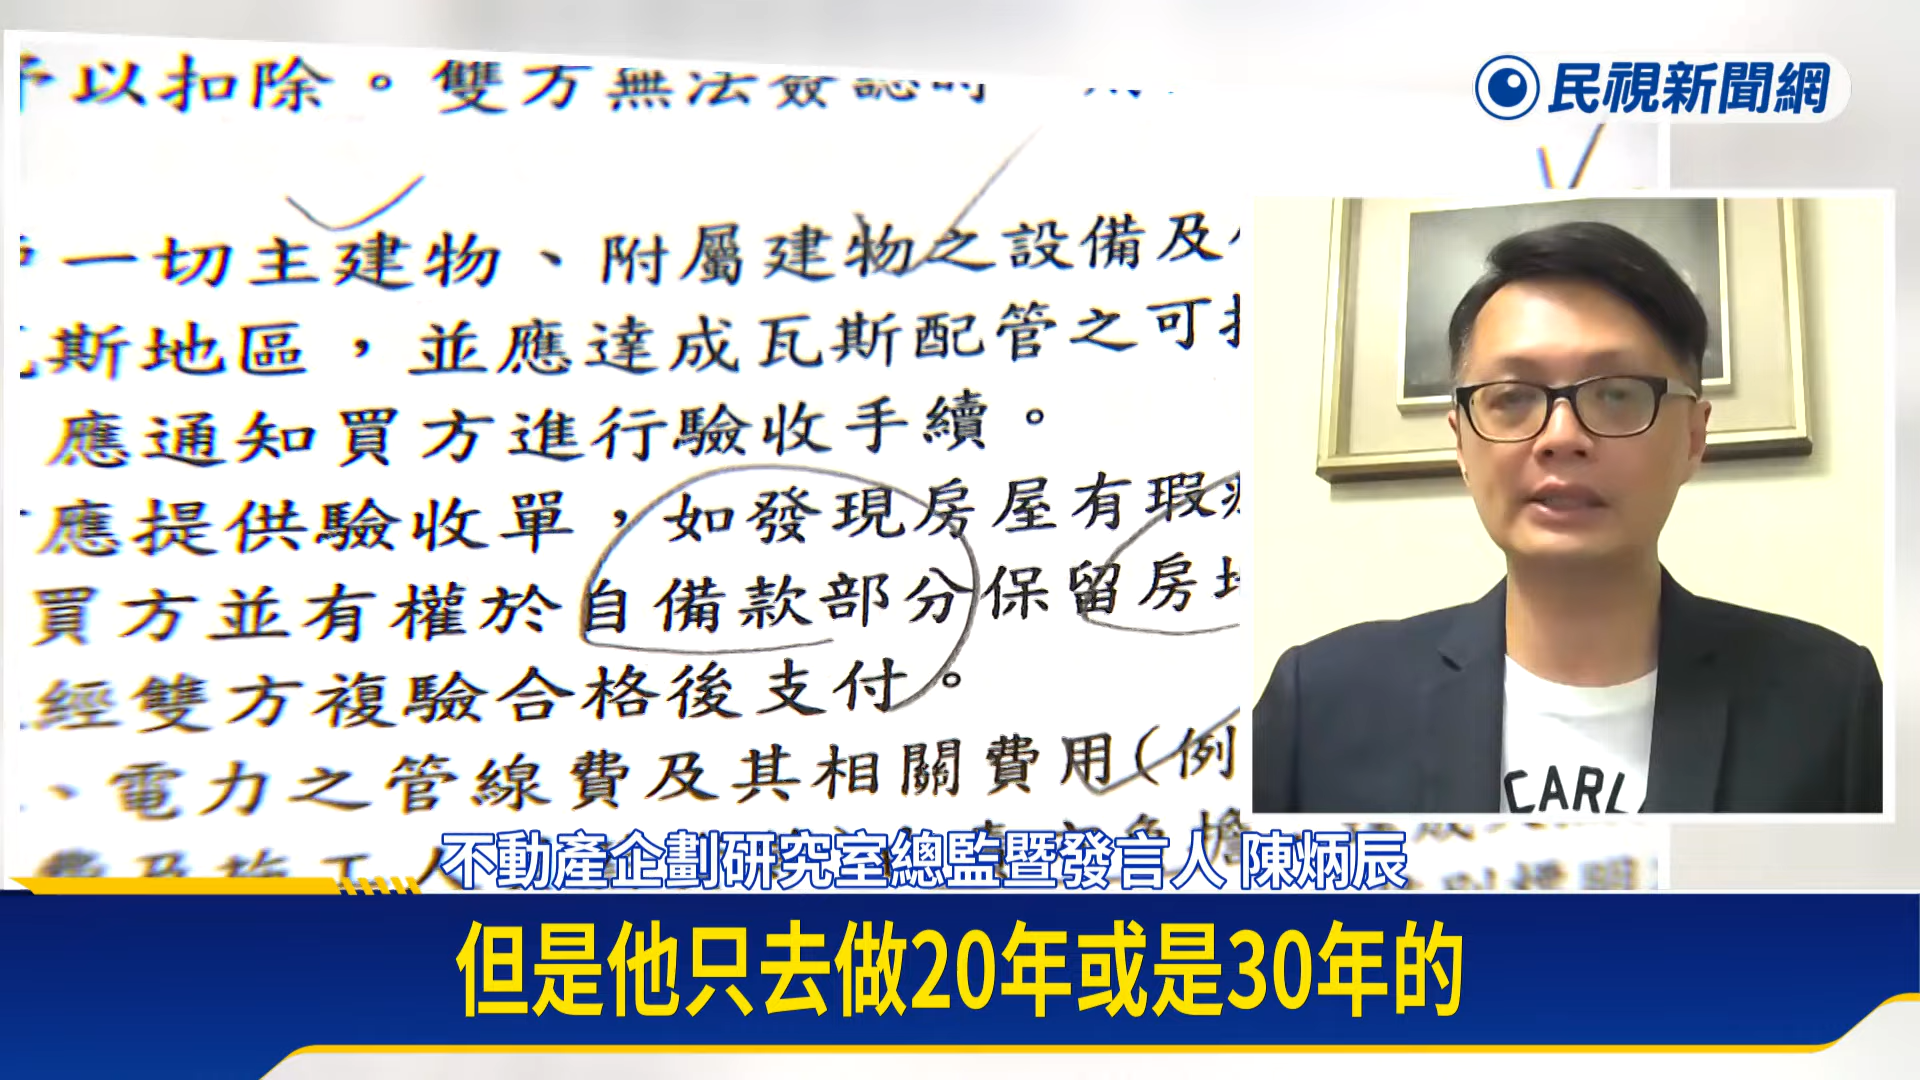 以扣除。雙方無法簽認時
民視新聞網
一切主建物、附屬建物之設備及
斯地區，並應達成瓦斯配管之可
應通知買方進行驗收手續。
應提供驗收單，如發現房屋有瑕
買方並有權於自備款部分保留房
經雙方複驗合格後支付。
、電力之管線費及其相關費用(例
CARL
不動產企劃研究室總監暨發言人 陳炳辰
但是他只去做20年或是30年的